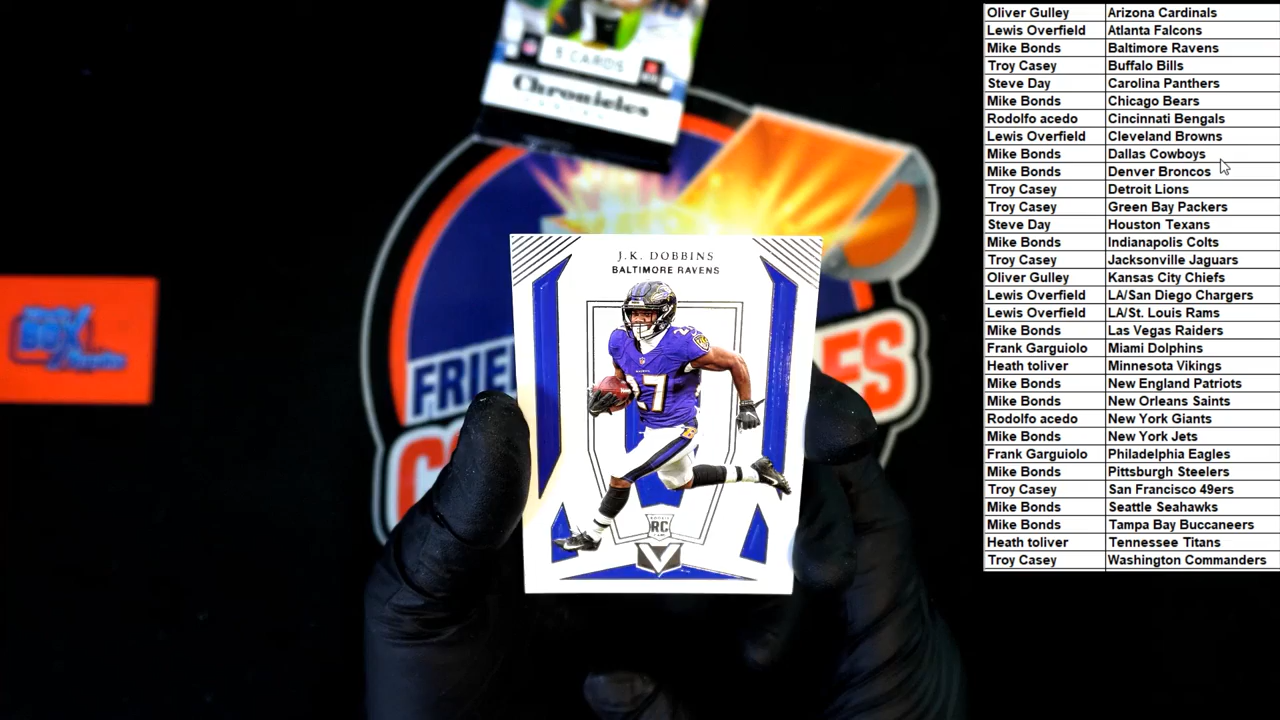 5 CARDS
Chronicles
J.K. DOBBINS
BALTIMORE RAVENS
27
RC
FRIE
ES
C
BOX
Oliver Gulley Arizona Cardinals
Lewis Overfield Atlanta Falcons
Mike Bonds Baltimore Ravens
Troy Casey Buffalo Bills
Steve Day Carolina Panthers
Mike Bonds Chicago Bears
Rodolfo acedo Cincinnati Bengals
Lewis Overfield Cleveland Browns
Mike Bonds Dallas Cowboys
Mike Bonds Denver Broncos
Troy Casey Detroit Lions
Troy Casey Green Bay Packers
Steve Day Houston Texans
Mike Bonds Indianapolis Colts
Troy Casey Jacksonville Jaguars
Oliver Gulley Kansas City Chiefs
Lewis Overfield LA/San Diego Chargers
Lewis Overfield LA/St. Louis Rams
Mike Bonds Las Vegas Raiders
Frank Garguiolo Miami Dolphins
Heath toliver Minnesota Vikings
Mike Bonds New England Patriots
Mike Bonds New Orleans Saints
Rodolfo acedo New York Giants
Mike Bonds New York Jets
Frank Garguiolo Philadelphia Eagles
Mike Bonds Pittsburgh Steelers
Troy Casey San Francisco 49ers
Mike Bonds Seattle Seahawks
Mike Bonds Tampa Bay Buccaneers
Heath toliver Tennessee Titans
Troy Casey Washington Commanders